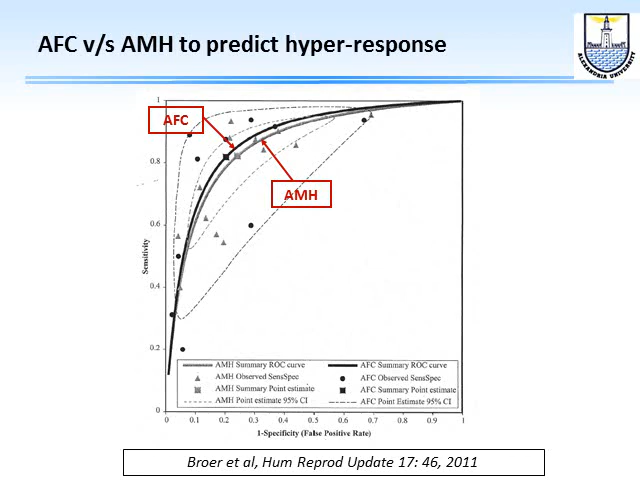 AFC v/s AMH to predict hyper-response
ALEXANDRIA UNIVERSITY
AFC
AMH
1
0.8
0.6
0.4
0.2
0
Sensitivity
AMH Summary ROC curve
AFC Summary ROC curve
AMH Observed SensSpec
AFC Observed SensSpec
AMH Summary Point estimate
AFC Summary Point estimate
AMH Point estimate 95% CI
AFC Point Estimate 95% CI
0 0.1 0.2 0.3 0.4 0.5 0.6 0.7 0.8 0.9 1
1-Specificity (False Positive Rate)
Broer et al, Hum Reprod Update 17: 46, 2011